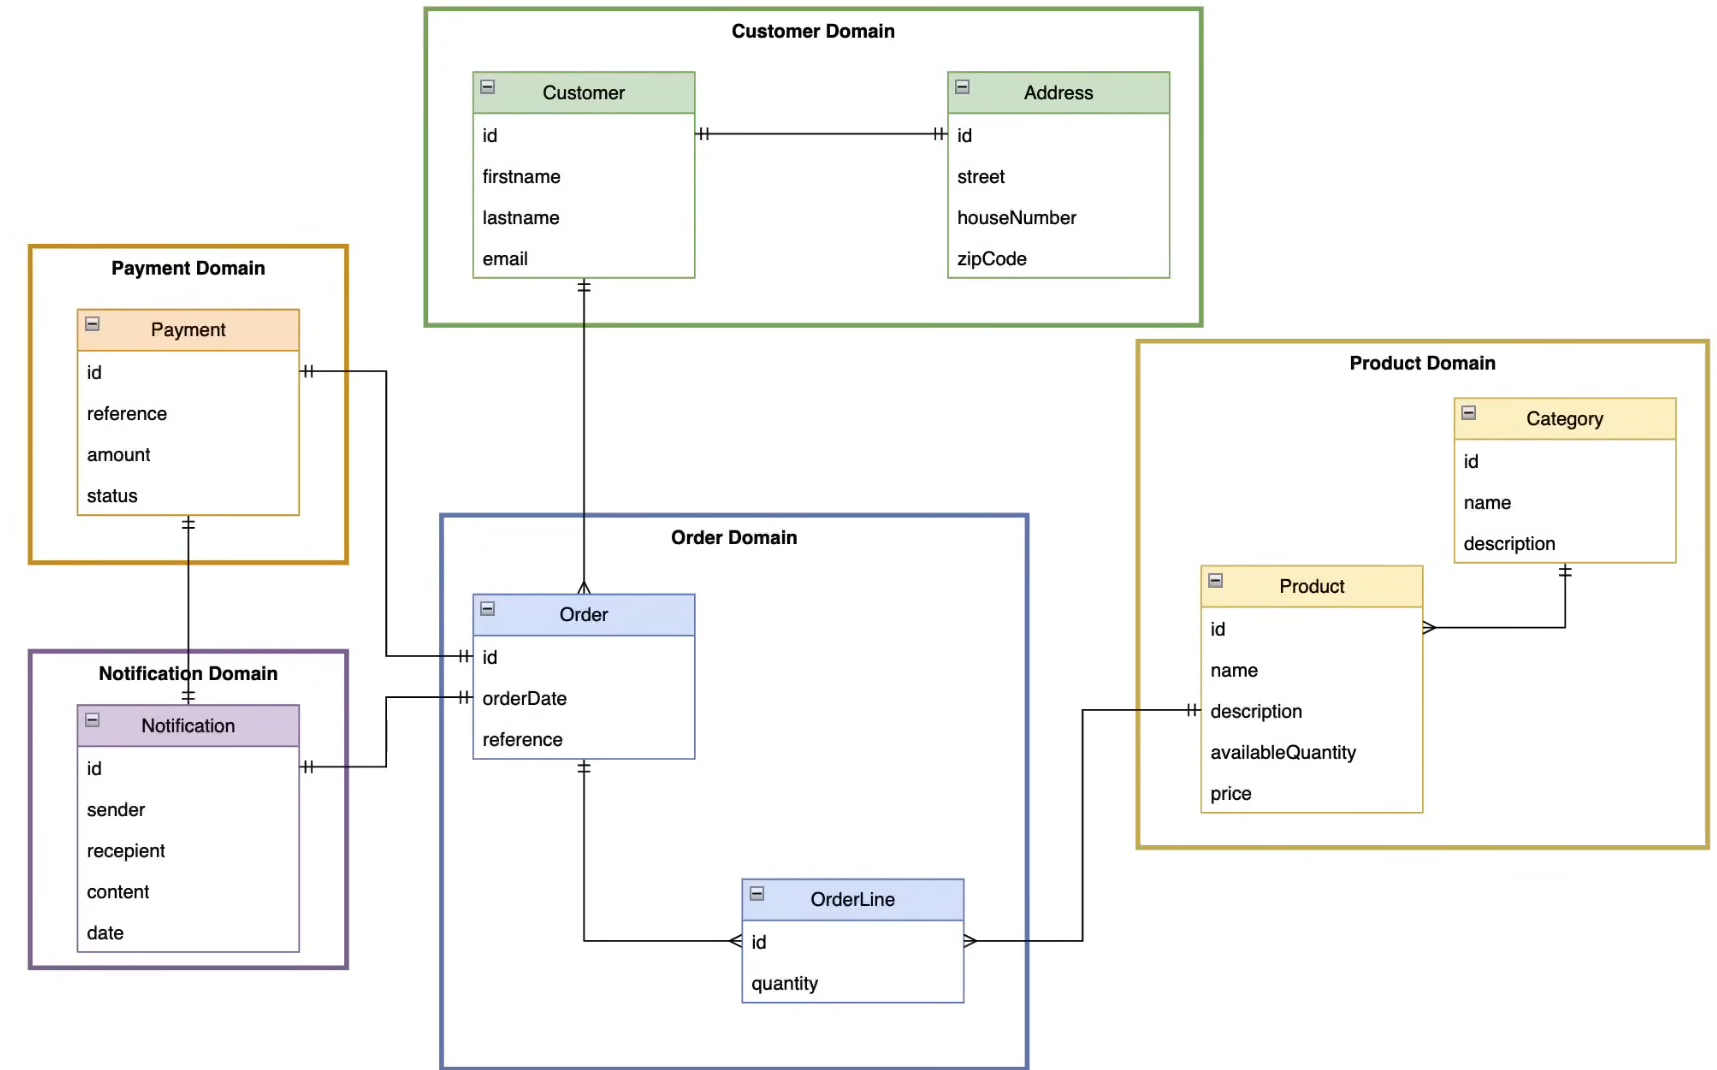 Customer Domain
Customer
id
firstname
lastname
email
Address
id
street
houseNumber
zipCode
Payment Domain
Payment
id
reference
amount
status
Notification Domain
Notification
id
sender
recepient
content
date
Order Domain
Order
id
orderDate
reference
OrderLine
id
quantity
Product Domain
Category
id
name
description
Product
id
name
description
availableQuantity
price